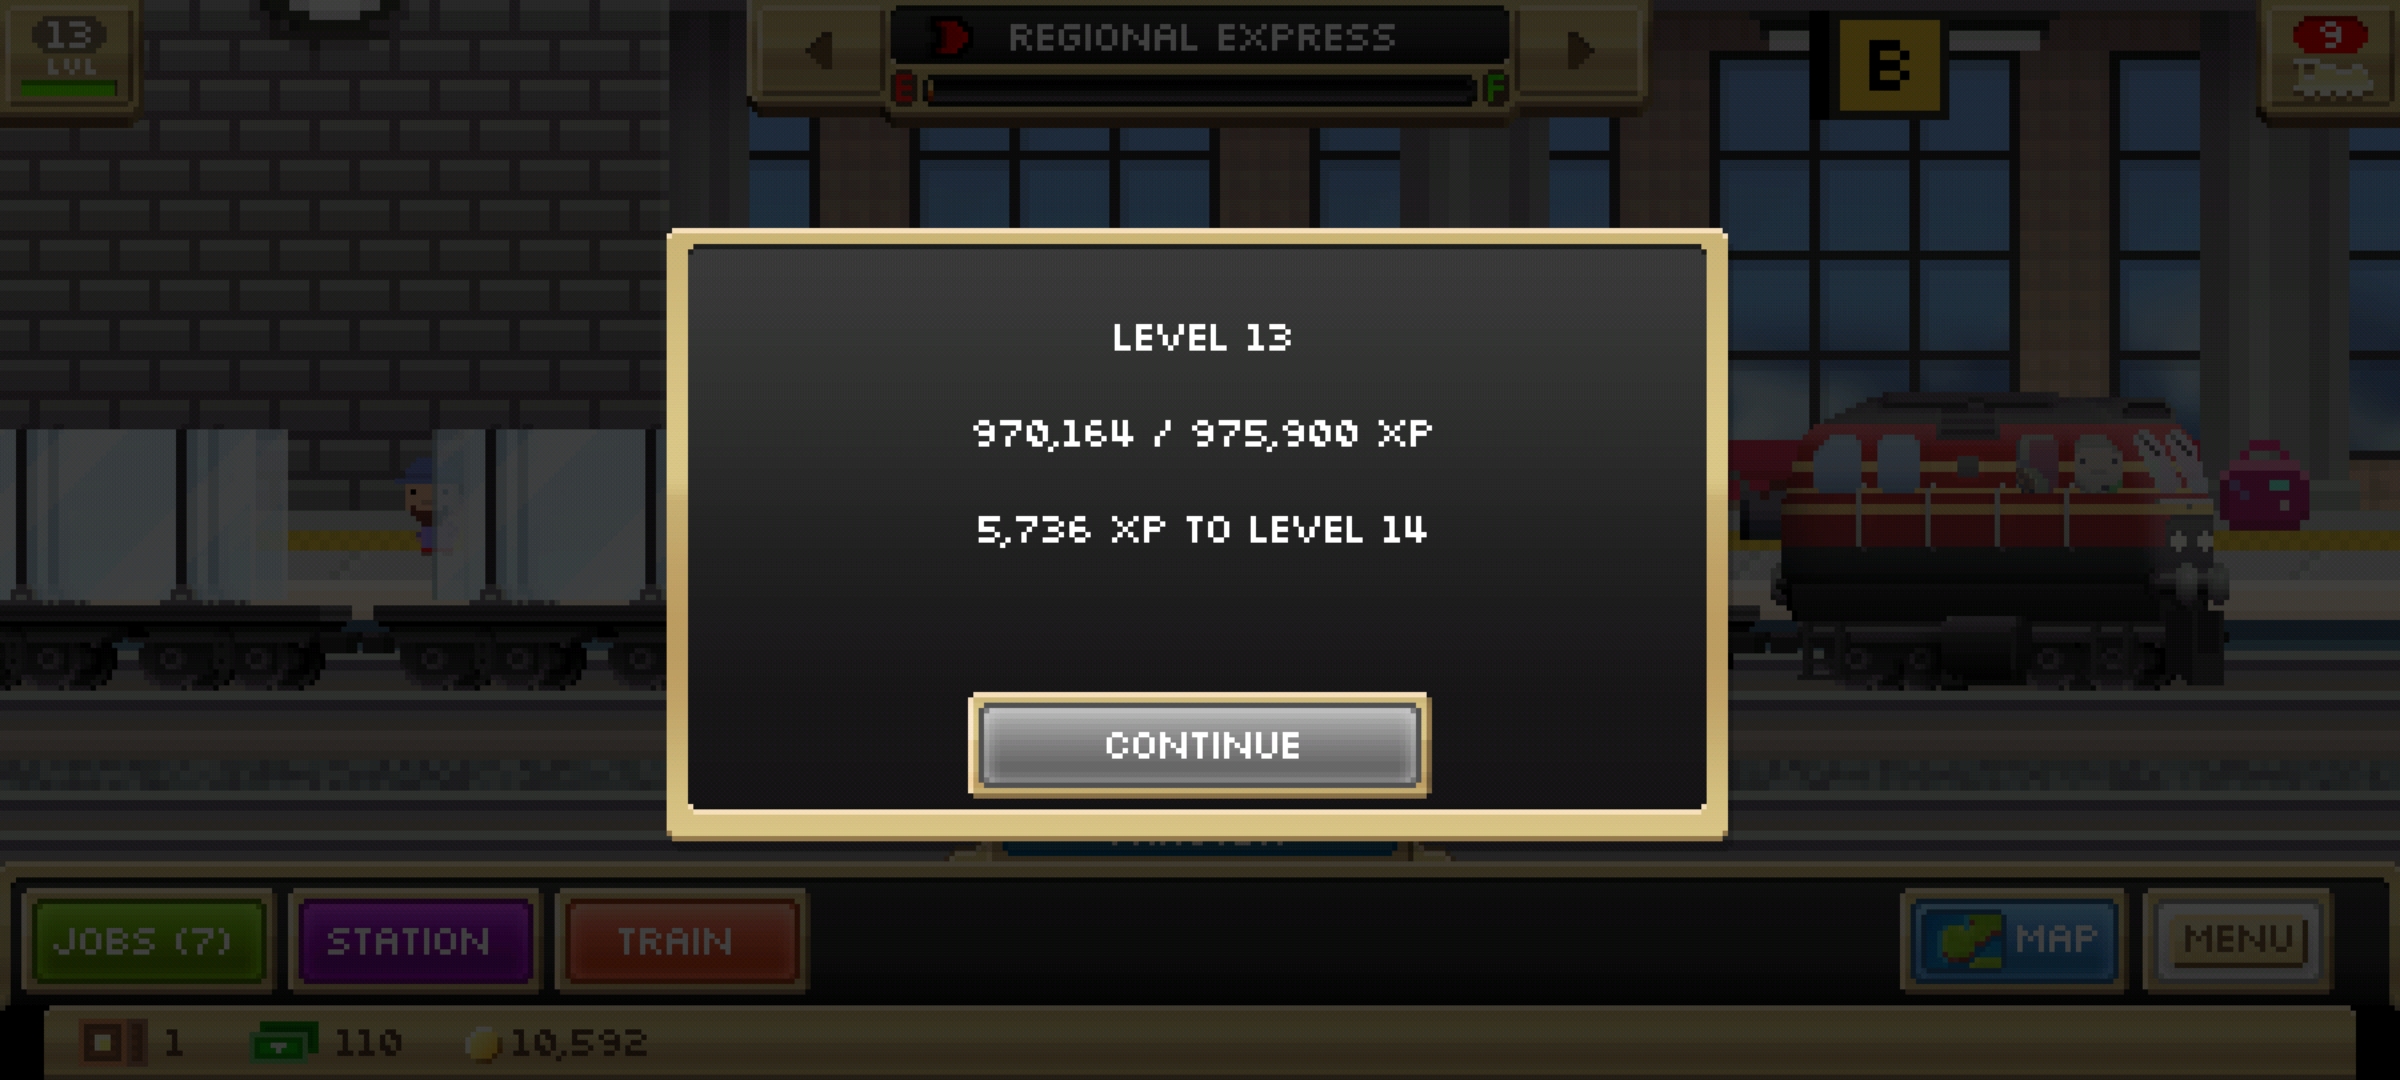 13
LVL
REGIONAL EXPRESS
E
F
B
9
LEVEL 13
970,164 / 975,900 XP
5,736 XP TO LEVEL 14
CONTINUE
JOBS (7)
STATION
TRAIN
MAP
MENU
1
110
10,592